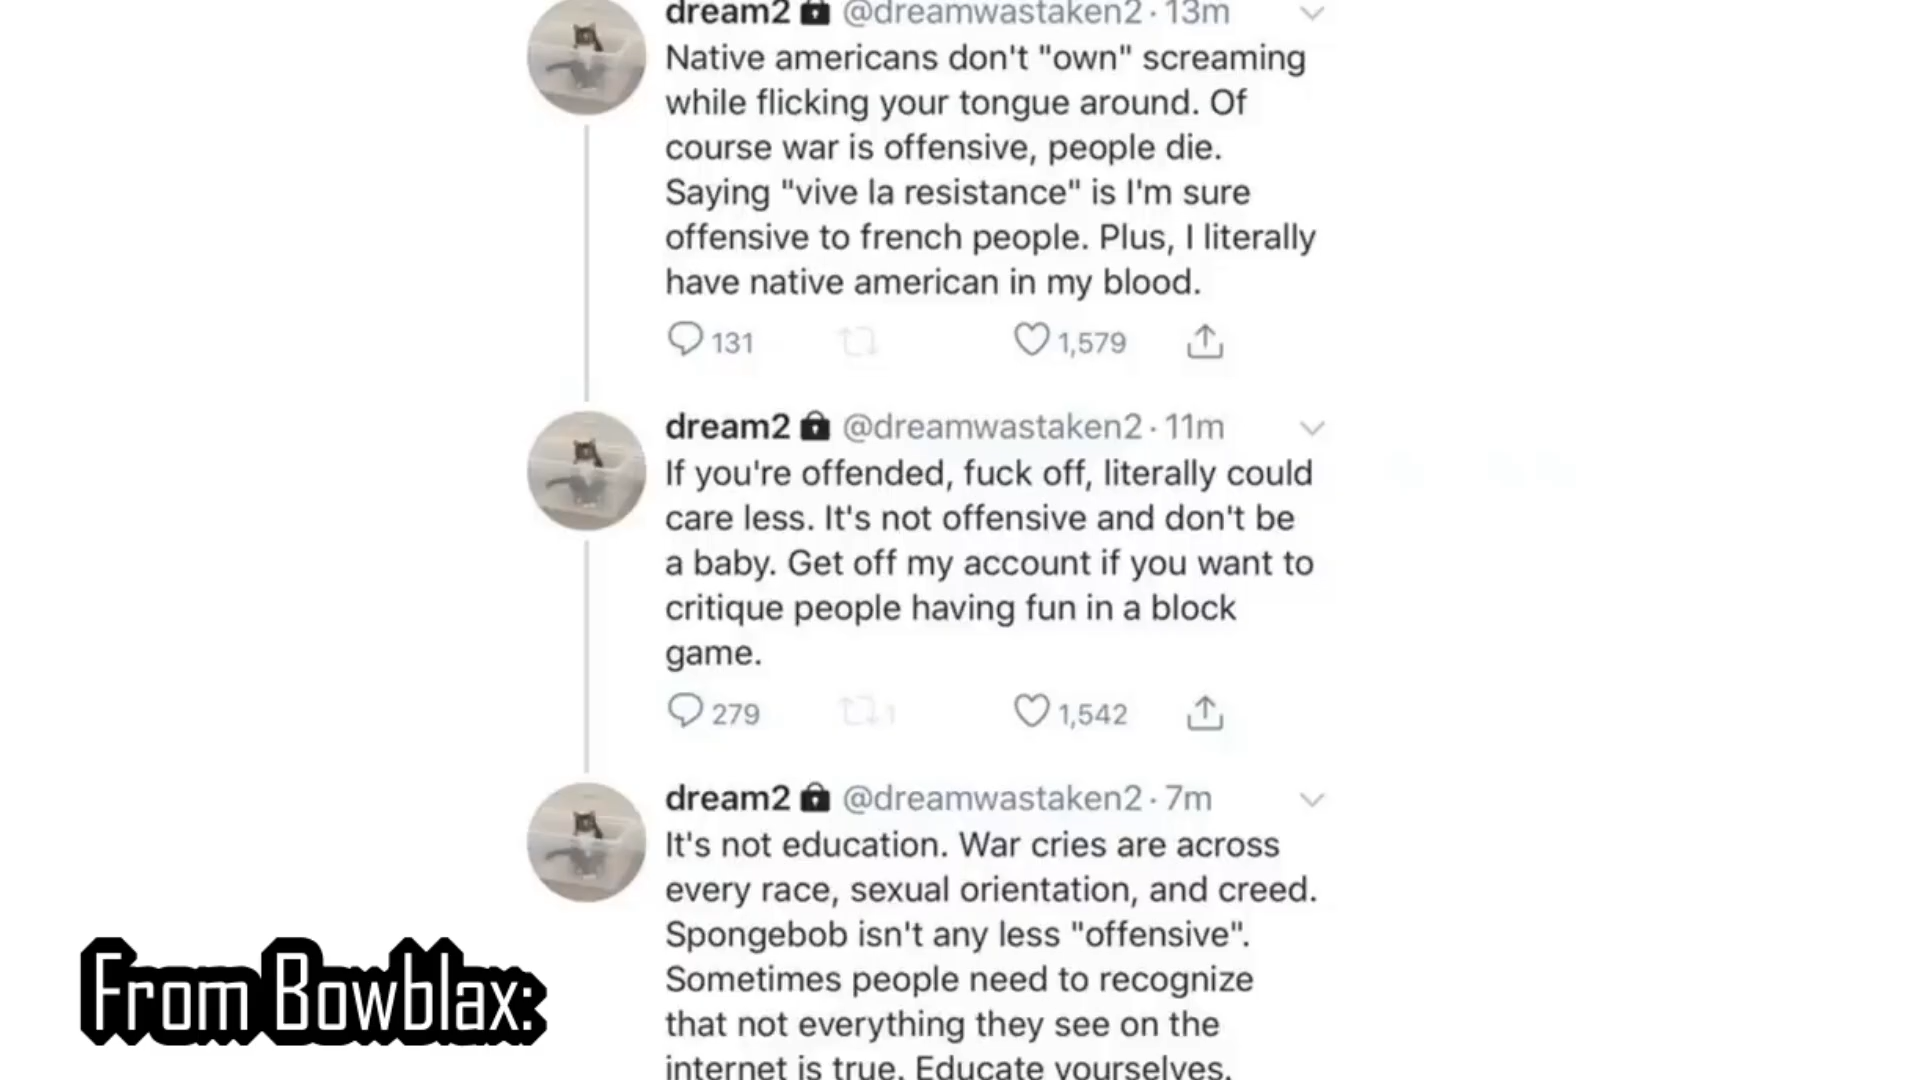 dream2 @dreamwastaken2 · 13m
Native americans don't "own" screaming
while flicking your tongue around. Of
course war is offensive, people die.
Saying "vive la resistance" is I'm sure
offensive to french people. Plus, I literally
have native american in my blood.
131 1,579
dream2 @dreamwastaken2 · 11m
If you're offended, fuck off, literally could
care less. It's not offensive and don't be
a baby. Get off my account if you want to
critique people having fun in a block
game.
279 1 1,542
dream2 @dreamwastaken2 · 7m
It's not education. War cries are across
every race, sexual orientation, and creed.
Spongebob isn't any less "offensive".
Sometimes people need to recognize
that not everything they see on the
internet is true. Educate yourselves.
From Bowblax: